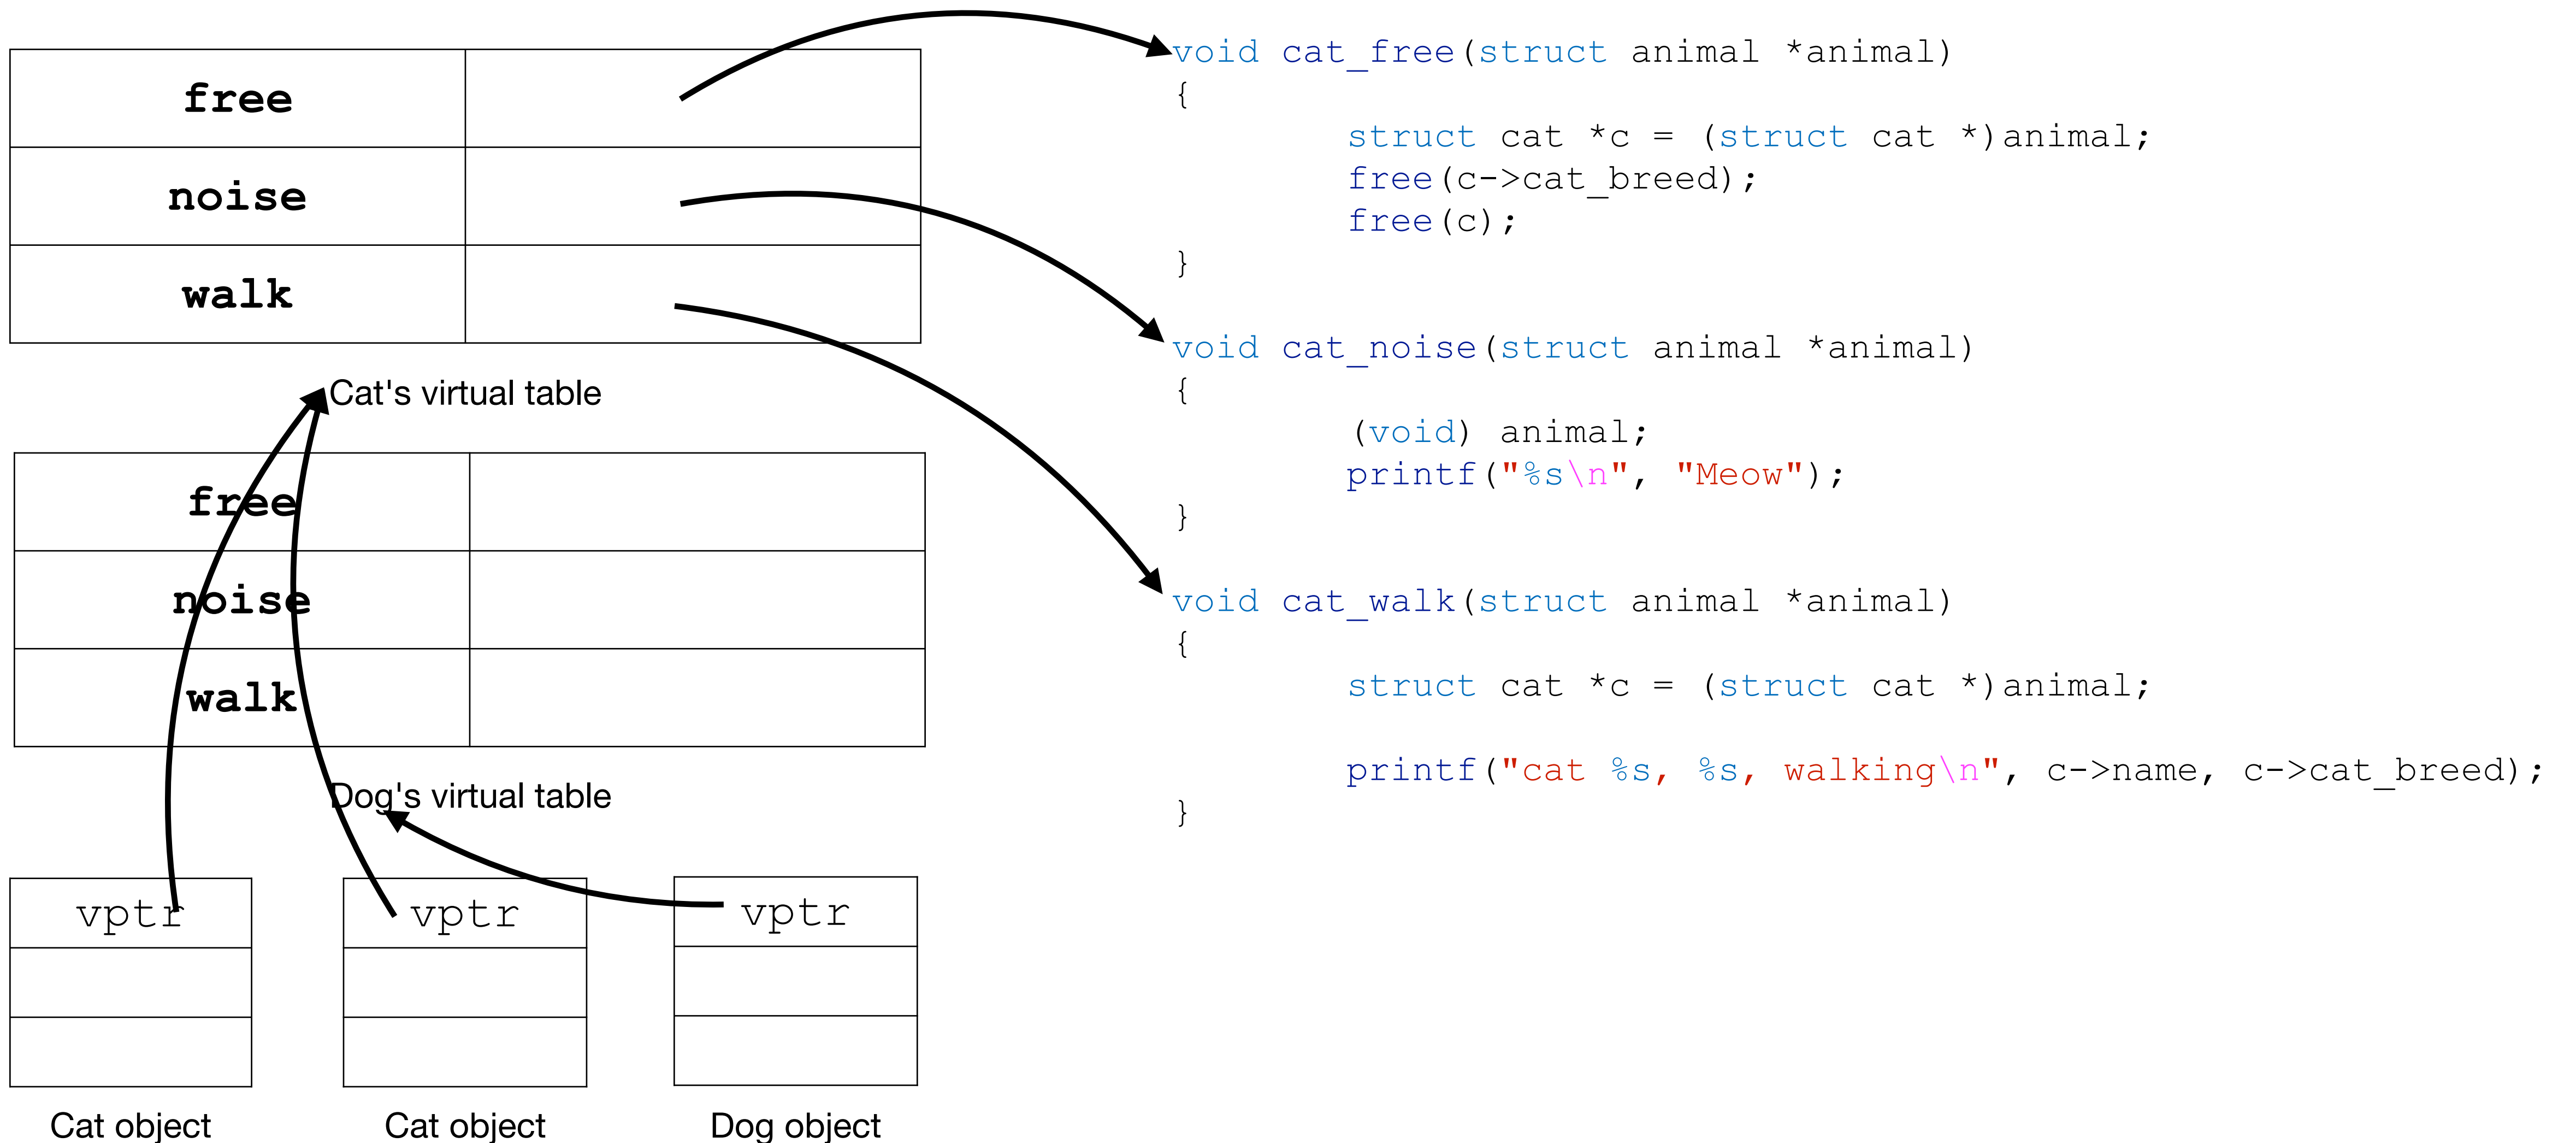 free
noise
walk
Cat's virtual table
free
noise
walk
Dog's virtual table
vptr
vptr
vptr
Cat object
Cat object
Dog object
void cat_free(struct animal *animal)
{
struct cat *c = (struct cat *)animal;
free(c->cat_breed);
free(c);
}
void cat_noise(struct animal *animal)
{
(void) animal;
printf("%s\n", "Meow");
}
void cat_walk(struct animal *animal)
{
struct cat *c = (struct cat *)animal;
printf("cat %s, %s, walking\n", c->name, c->cat_breed);
}